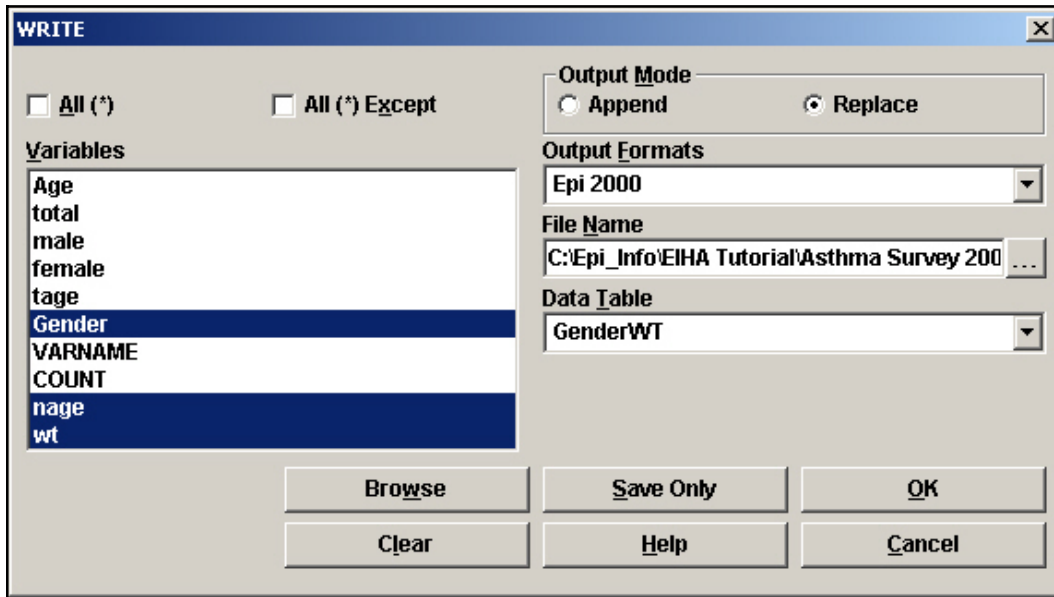 WRITE
All (*)
All (*) Except
Output Mode
Append
Replace
Variables
Age
total
male
female
tage
Gender
VARNAME
COUNT
nage
wt
Output Formats
Epi 2000
File Name
C:\Epi_Info\EIHA Tutorial\Asthma Survey 200
...
Data Table
GenderWT
Browse
Save Only
OK
Clear
Help
Cancel